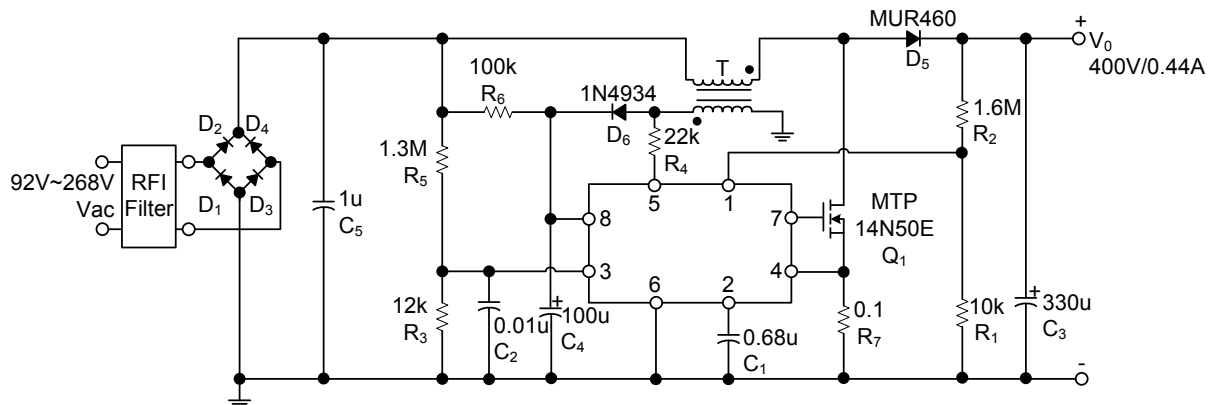 MUR460
D5
+
V0
400V/0.44A
T
100k
R6
1N4934
D6
22k
R4
1.6M
R2
D2
D4
92V~268V
Vac
RFI
Filter
D1
D3
1.3M
R5
1u
C5
5
1
8
7
3
4
6
2
MTP
14N50E
Q1
12k
R3
0.01u
C2
+
100u
C4
0.68u
C1
0.1
R7
10k
R1
+
330u
C3
-